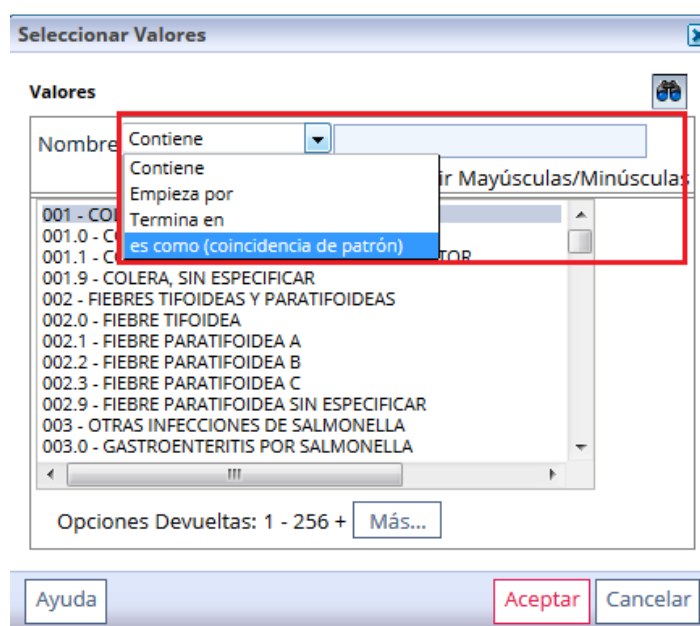 Seleccionar Valores
Valores
Nombre Contiene
Contiene
ir Mayúsculas/Minúsculas
Empieza por
Termina en
es como (coincidencia de patrón)
001 - COL
001.0 - C
001.1 - C TOR
001.9 - COLERA, SIN ESPECIFICAR
002 - FIEBRES TIFOIDEAS Y PARATIFOIDEAS
002.0 - FIEBRE TIFOIDEA
002.1 - FIEBRE PARATIFOIDEA A
002.2 - FIEBRE PARATIFOIDEA B
002.3 - FIEBRE PARATIFOIDEA C
002.9 - FIEBRE PARATIFOIDEA SIN ESPECIFICAR
003 - OTRAS INFECCIONES DE SALMONELLA
003.0 - GASTROENTERITIS POR SALMONELLA
Opciones Devueltas: 1 - 256 + Más...
Ayuda Aceptar Cancelar